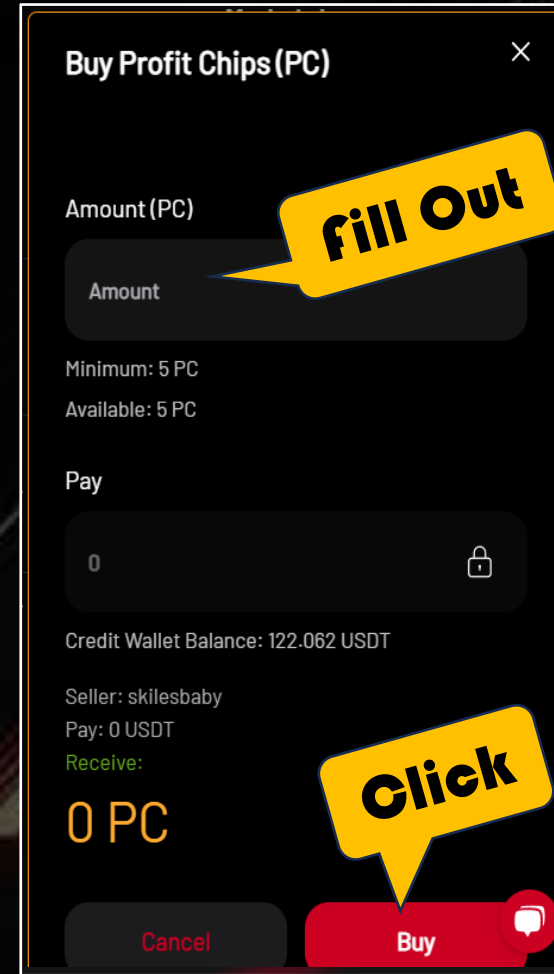 Buy Profit Chips (PC)
Fill Out
Amount (PC)
Amount
Minimum: 5 PC
Available: 5 PC
Pay
0
Credit Wallet Balance: 122.062 USDT
Seller: skilesbaby
Pay: 0 USDT
Receive:
Click
0 PC
Cancel
Buy